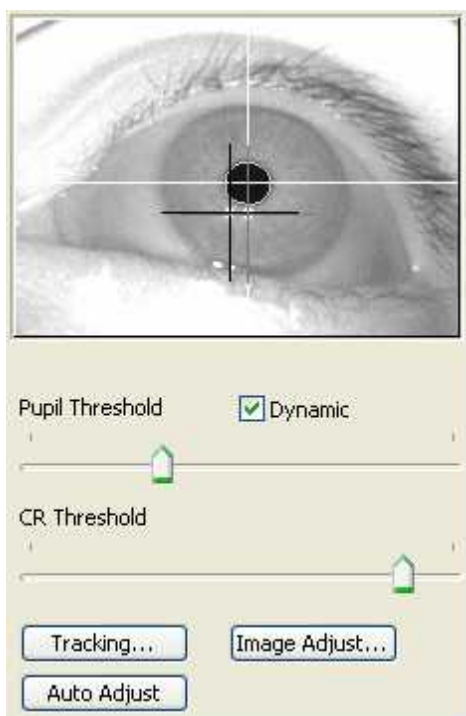 Pupil Threshold Dynamic
CR Threshold
Tracking... Image Adjust...
Auto Adjust